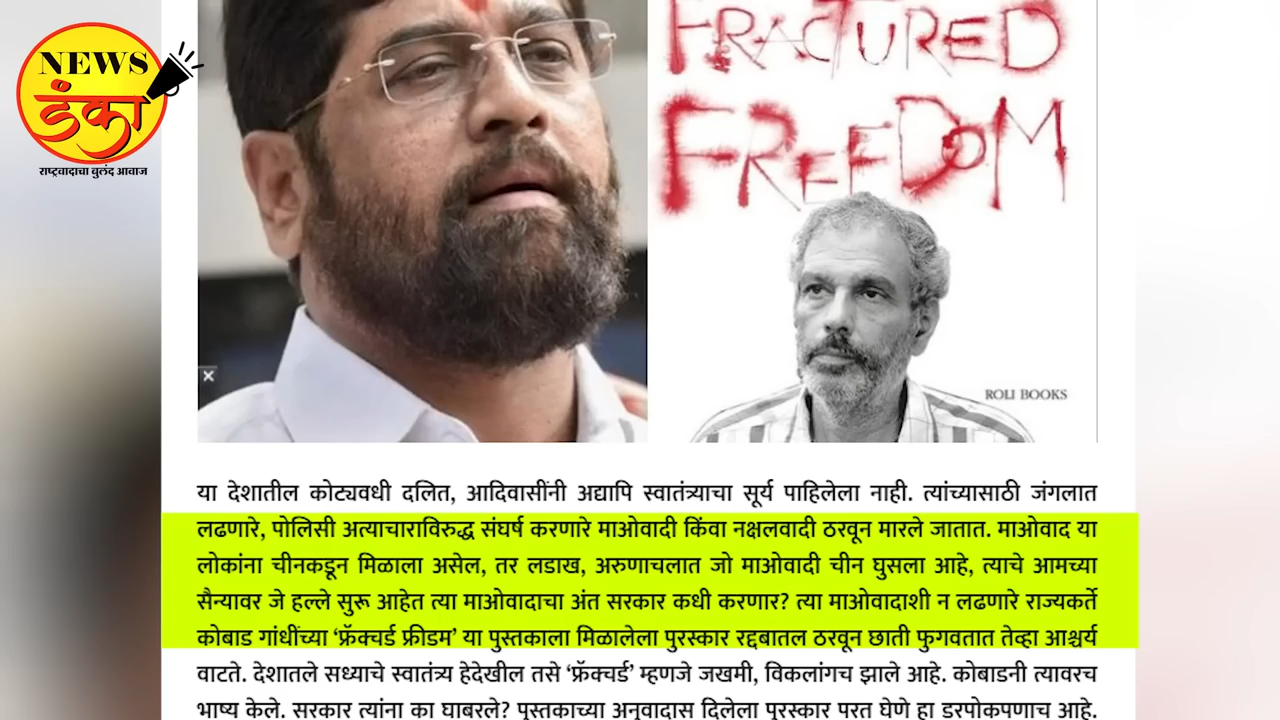 NEWS
डंका
राष्ट्रवादाचा बुलंद आवाज
FRACTURED
FREEDOM
ROLI BOOKS
या देशातील कोट्यवधी दलित, आदिवासींनी अद्यापि स्वातंत्र्याचा सूर्य पाहिलेला नाही. त्यांच्यासाठी जंगलात
लढणारे, पोलिसी अत्याचाराविरुद्ध संघर्ष करणारे माओवादी किंवा नक्षलवादी ठरवून मारले जातात. माओवाद या
लोकांना चीनकडून मिळाला असेल, तर लडाख, अरुणाचलात जो माओवादी चीन घुसला आहे, त्याचे आमच्या
सैन्यावर जे हल्ले सुरू आहेत त्या माओवादाचा अंत सरकार कधी करणार? त्या माओवादाशी न लढणारे राज्यकर्ते
कोबाड गांधींच्या ‘फ्रॅक्चर्ड फ्रीडम’ या पुस्तकाला मिळालेला पुरस्कार रद्दबातल ठरवून छाती फुगवतात तेव्हा आश्चर्य
वाटते. देशातले सध्याचे स्वातंत्र्य हेदेखील तसे ‘फ्रॅक्चर्ड’ म्हणजे जखमी, विकलांगच झाले आहे. कोबाडनी त्यावरच
भाष्य केले. सरकार त्यांना का घाबरले? पुस्तकाच्या अनुवादास दिलेला पुरस्कार परत घेणे हा डरपोकपणाच आहे.